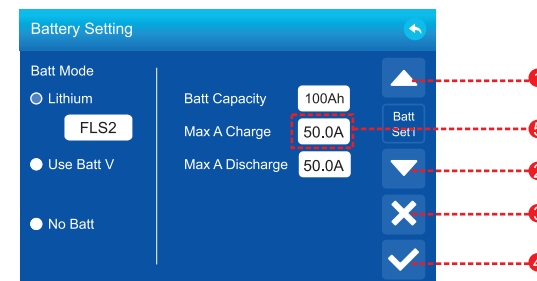 Battery Setting
Batt Mode
Lithium
FLS2
Use Batt V
No Batt
Batt Capacity 100Ah
Max A Charge 50.0A
Max A Discharge 50.0A
Batt
Set1